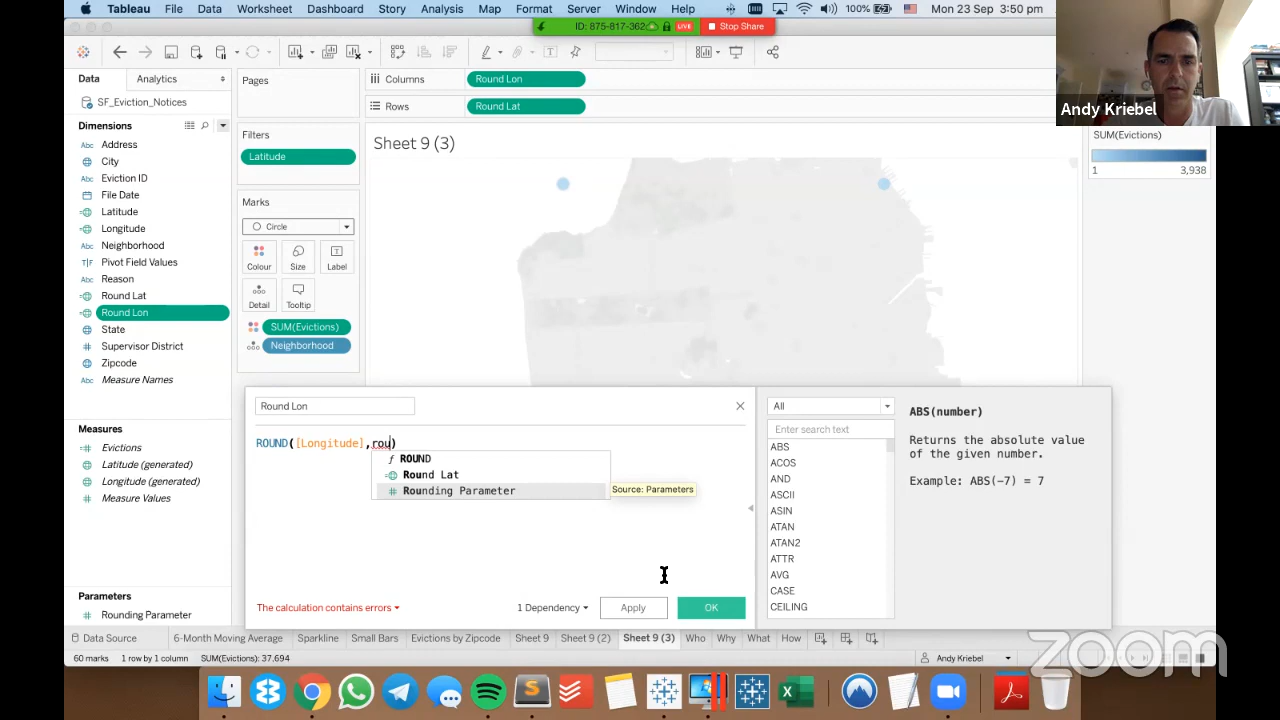 Tableau File Data Worksheet Dashboard Story Analysis Map Format Server Window Help 100% Mon 23 Sep 3:50 pm
ID: 875-817-362 LIVE Stop Share
Andy Kriebel
Data Analytics
SF_Eviction_Notices
Dimensions
Abc Address
City
Abc Eviction ID
File Date
Latitude
Longitude
Abc Neighborhood
Pivot Field Values
Abc Reason
Round Lat
Round Lon
State
Supervisor District
Zipcode
Abc Measure Names
Measures
Evictions
Latitude (generated)
Longitude (generated)
Measure Values
Parameters
Rounding Parameter
Pages
Filters
Latitude
Marks
Circle
Colour Size Label
Detail Tooltip
SUM(Evictions)
Neighborhood
Columns Round Lon
Rows Round Lat
Sheet 9 (3)
SUM(Evictions)
1 3,938
Round Lon
ROUND([Longitude],rou)
ROUND
Round Lat
Rounding Parameter
Source: Parameters
The calculation contains errors
1 Dependency Apply OK
All
Enter search text
ABS
ACOS
AND
ASCII
ASIN
ATAN
ATAN2
ATTR
AVG
CASE
CEILING
ABS(number)
Returns the absolute value
of the given number.
Example: ABS(-7) = 7
Data Source 6-Month Moving Average Sparkline Small Bars Evictions by Zipcode Sheet 9 Sheet 9 (2) Sheet 9 (3) Who Why What How
60 marks 1 row by 1 column SUM(Evictions): 37.694 Andy Kriebel
zoom